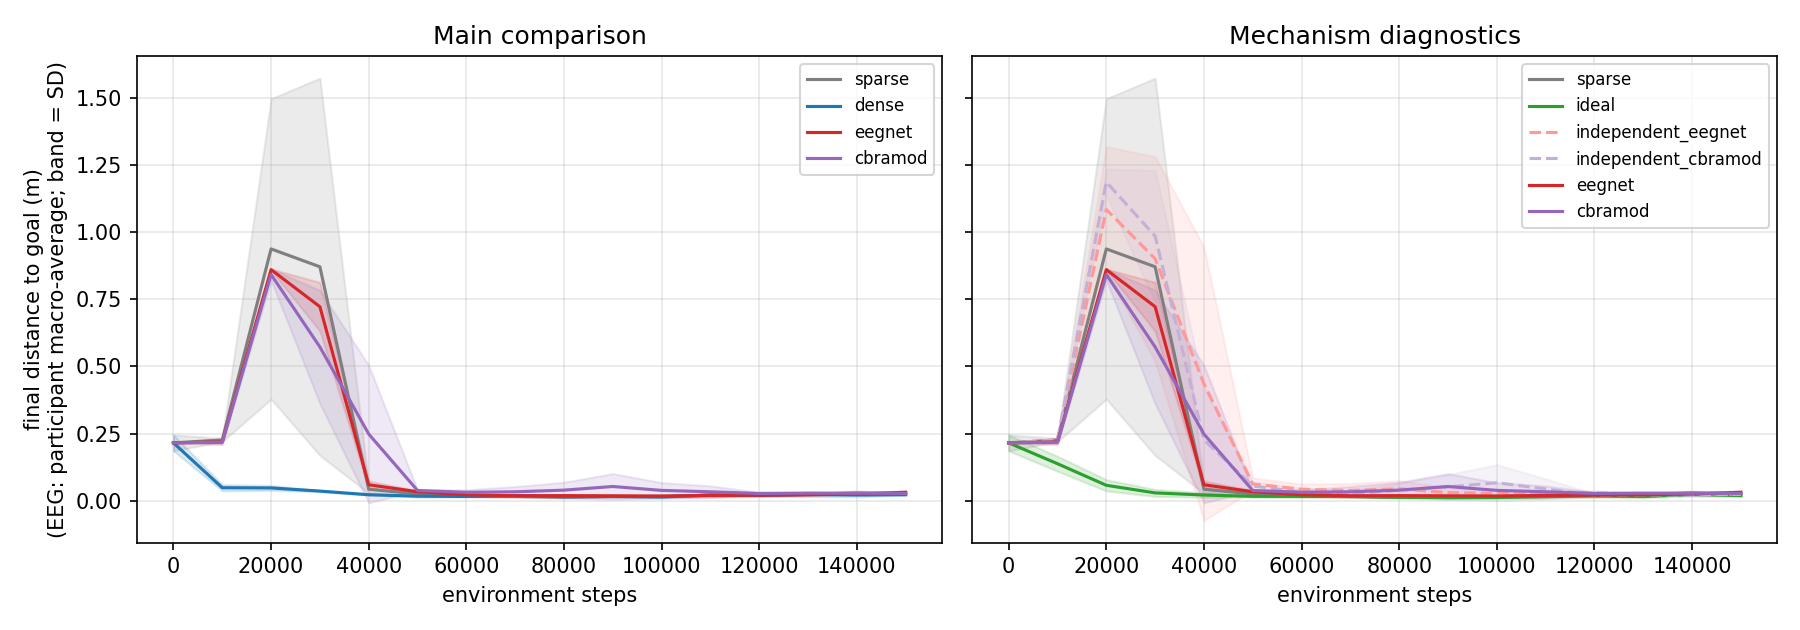 Main comparison
final distance to goal (m)
(EEG: participant macro-average; band = SD)
1.50
1.25
1.00
0.75
0.50
0.25
0.00
sparse
dense
eegnet
cbramod
0 20000 40000 60000 80000 100000 120000 140000
environment steps
Mechanism diagnostics
sparse
ideal
independent_eegnet
independent_cbramod
eegnet
cbramod
0 20000 40000 60000 80000 100000 120000 140000
environment steps